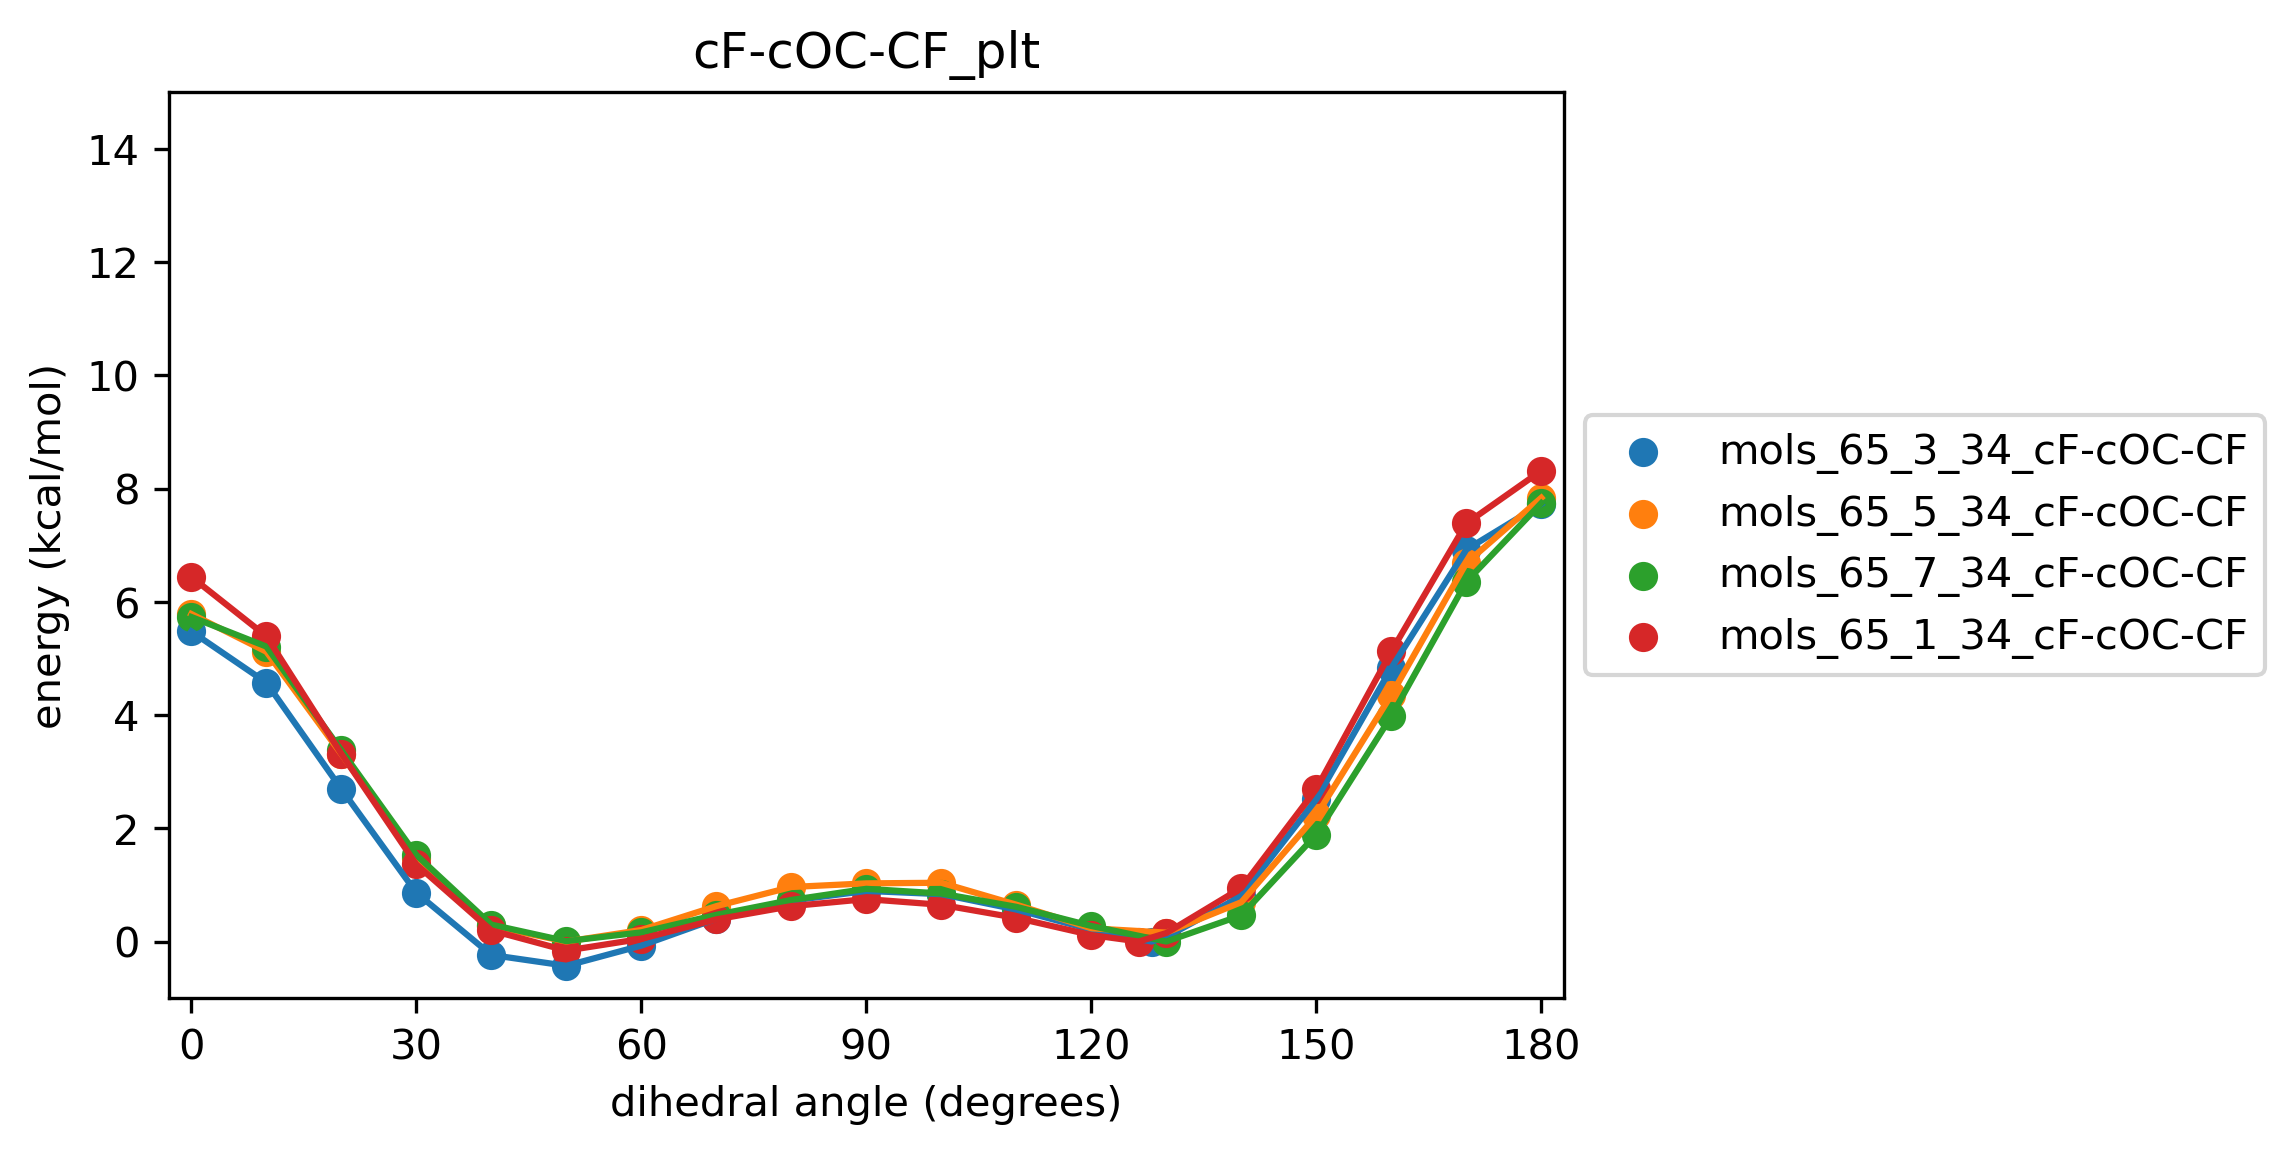 cF-cOC-CF_plt
14
12
10
8
6
4
2
0
energy (kcal/mol)
0 30 60 90 120 150 180
dihedral angle (degrees)
mols_65_3_34_cF-cOC-CF
mols_65_5_34_cF-cOC-CF
mols_65_7_34_cF-cOC-CF
mols_65_1_34_cF-cOC-CF